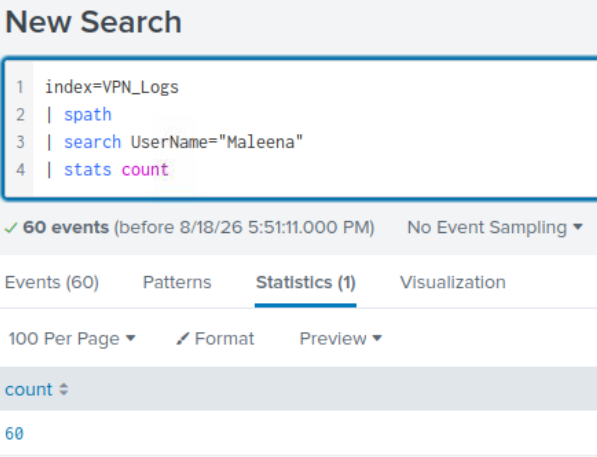 New Search
1 index=VPN_Logs
2 | spath
3 | search UserName="Maleena"
4 | stats count
✓ 60 events (before 8/18/26 5:51:11.000 PM) No Event Sampling ▾
Events (60) Patterns Statistics (1) Visualization
100 Per Page ▾ Format Preview ▾
count
60